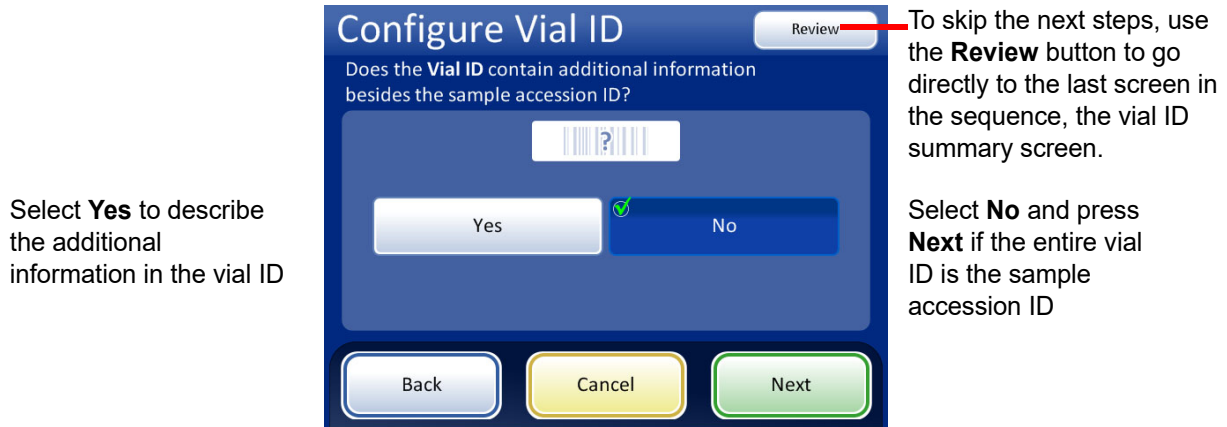 Configure Vial ID
Review
Does the Vial ID contain additional information
besides the sample accession ID?
?
Yes
No
Back
Cancel
Next
Select Yes to describe
the additional
information in the vial ID
To skip the next steps, use
the Review button to go
directly to the last screen in
the sequence, the vial ID
summary screen.
Select No and press
Next if the entire vial
ID is the sample
accession ID